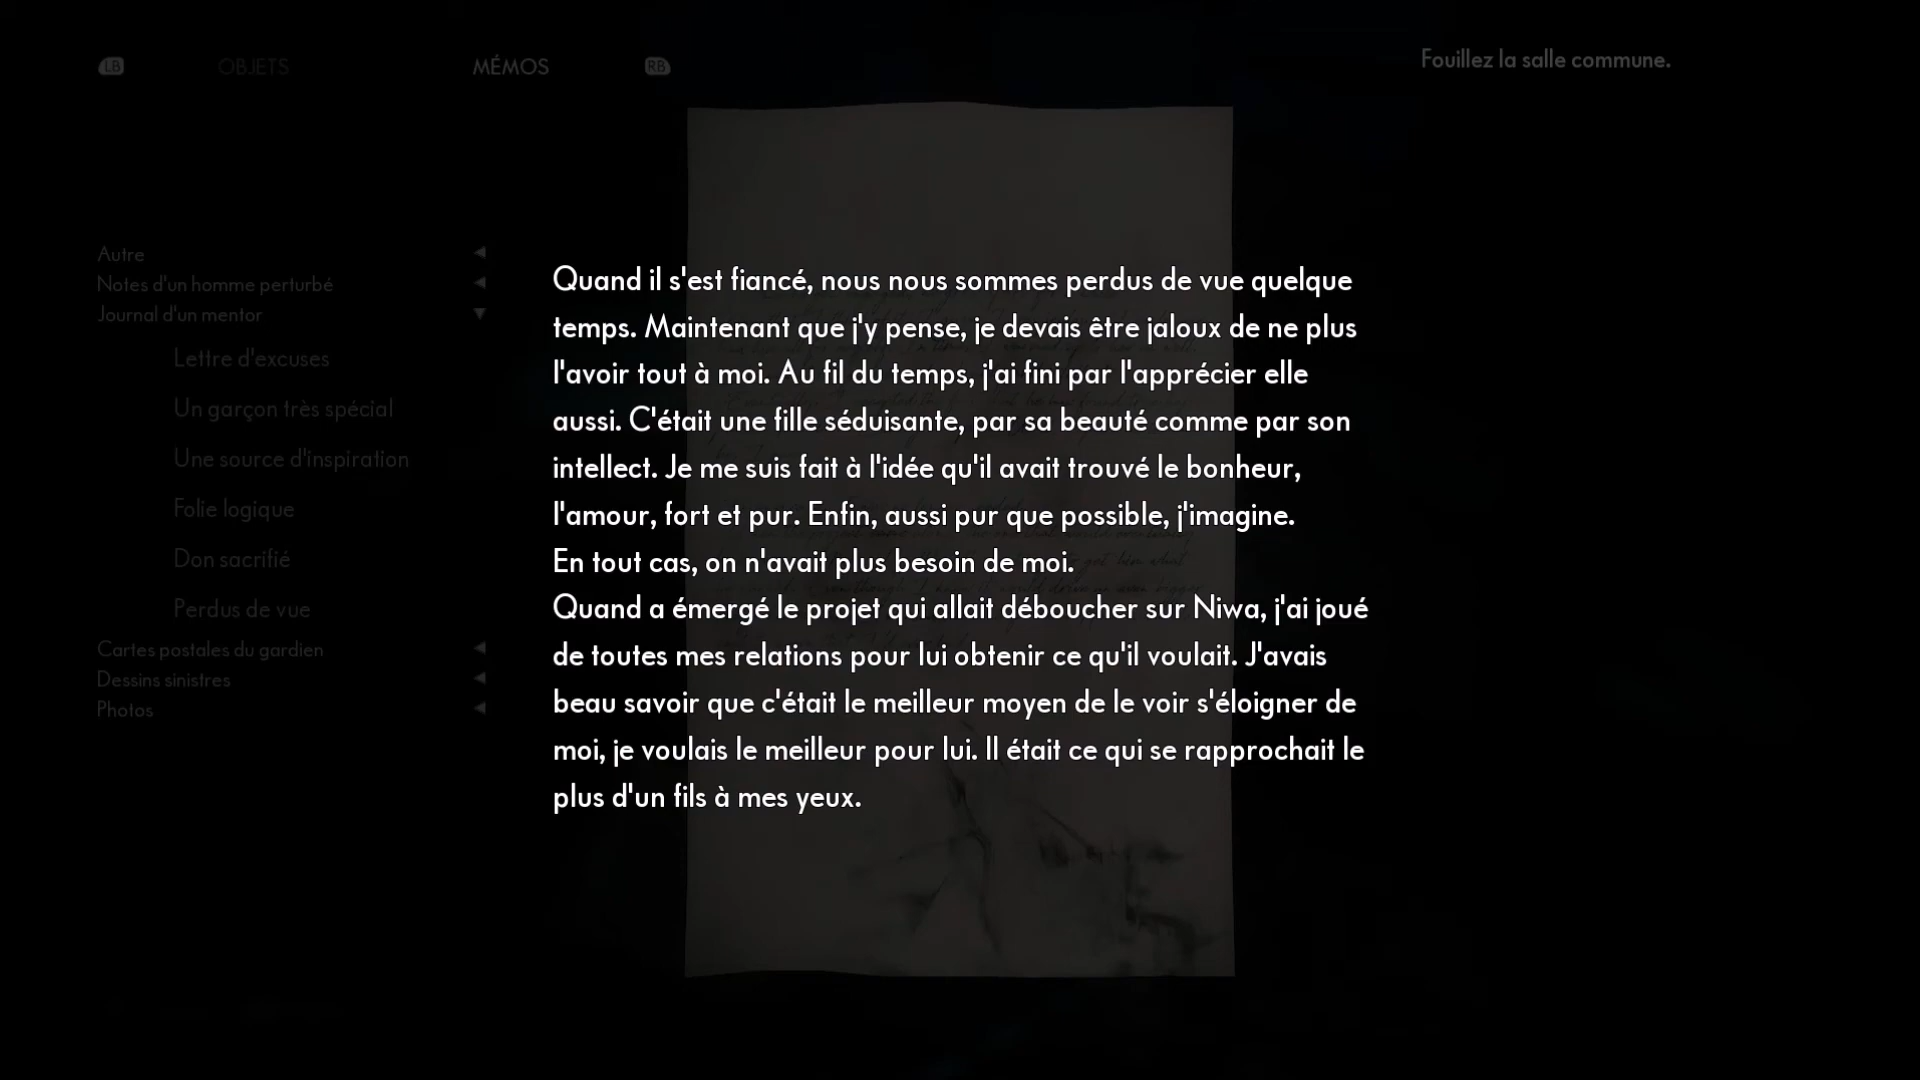 LB
OBJETS
MÉMOS
RB
Fouillez la salle commune.
Autre
Notes d'un homme perturbé
Journal d'un mentor
Lettre d'excuses
Un garçon très spécial
Une source d'inspiration
Folie logique
Don sacrifié
Perdus de vue
Cartes postales du gardien
Dessins sinistres
Photos
Quand il s'est fiancé, nous nous sommes perdus de vue quelque
temps. Maintenant que j'y pense, je devais être jaloux de ne plus
l'avoir tout à moi. Au fil du temps, j'ai fini par l'apprécier elle
aussi. C'était une fille séduisante, par sa beauté comme par son
intellect. Je me suis fait à l'idée qu'il avait trouvé le bonheur,
l'amour, fort et pur. Enfin, aussi pur que possible, j'imagine.
En tout cas, on n'avait plus besoin de moi.
Quand a émergé le projet qui allait déboucher sur Niwa, j'ai joué
de toutes mes relations pour lui obtenir ce qu'il voulait. J'avais
beau savoir que c'était le meilleur moyen de le voir s'éloigner de
moi, je voulais le meilleur pour lui. Il était ce qui se rapprochait le
plus d'un fils à mes yeux.